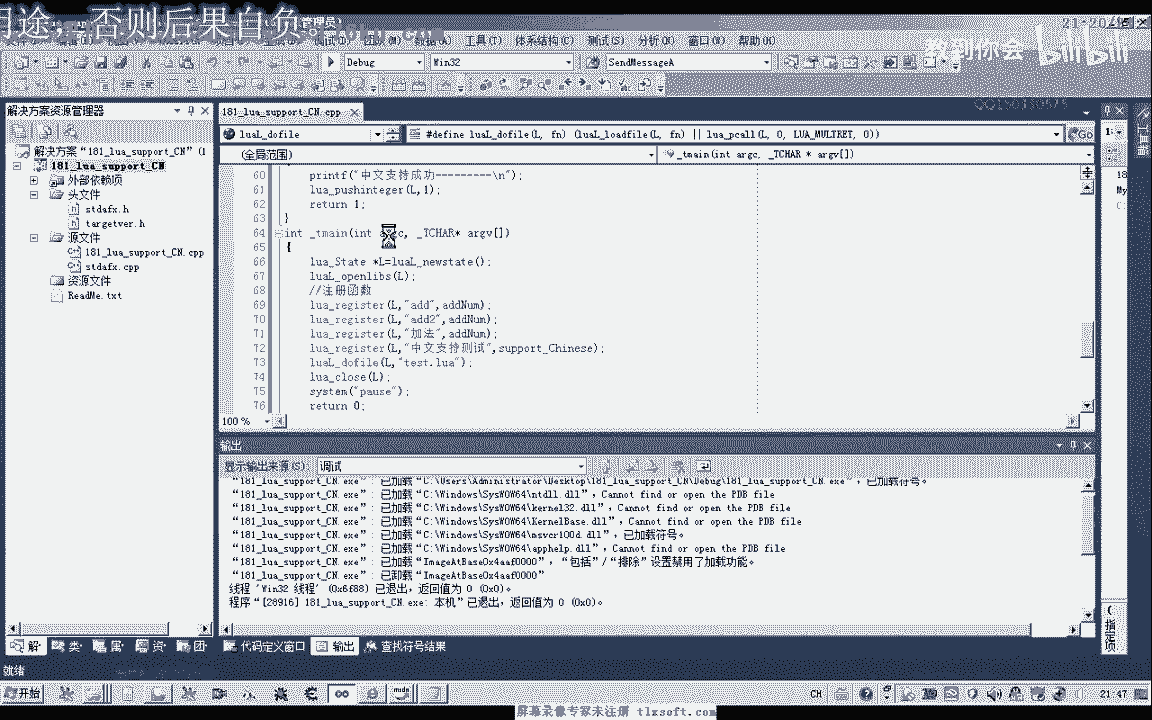 用途，否则后果自负。
管理员)
工具(T) 体系结构(C) 测试(S) 分析(N) 窗口(W) 帮助(H)
教到你会 bilibili
Debug Win32 SendMessageA
解决方案资源管理器
181_lua_support_CN.cpp
luaL_dofile
#define luaL_dofile(L, fn) (luaL_loadfile(L, fn) || lua_pcall(L, 0, LUA_MULTRET, 0))
Go
(全局范围)
_tmain(int argc, _TCHAR * argv[])
解决方案“181_lua_support_CN” (1
181_lua_support_CN
外部依赖项
头文件
stdafx.h
targetver.h
源文件
181_lua_support_CN.cpp
stdafx.cpp
资源文件
ReadMe.txt
60 printf("中文支持成功---------\n");
61 lua_pushinteger(L,1);
62 return 1;
63 }
64 int _tmain(int argc, _TCHAR* argv[])
65 {
66 lua_State *L=luaL_newstate();
67 luaL_openlibs(L);
68 //注册函数
69 lua_register(L,"add",addNum);
70 lua_register(L,"add2",addNum);
71 lua_register(L,"加法",addNum);
72 lua_register(L,"中文支持测试",support_Chinese);
73 luaL_dofile(L,"test.lua");
74 lua_close(L);
75 system("pause");
76 return 0;
100 %
输出
显示输出来源(S): 调试
“181_lua_support_CN.exe”: 已加载“C:\Users\Administrator\Desktop\181_lua_support_CN\Debug\181_lua_support_CN.exe”，已加载符号。
“181_lua_support_CN.exe”: 已加载“C:\Windows\SysWOW64\ntdll.dll”，Cannot find or open the PDB file
“181_lua_support_CN.exe”: 已加载“C:\Windows\SysWOW64\kernel32.dll”，Cannot find or open the PDB file
“181_lua_support_CN.exe”: 已加载“C:\Windows\SysWOW64\KernelBase.dll”，Cannot find or open the PDB file
“181_lua_support_CN.exe”: 已加载“C:\Windows\SysWOW64\msvcr100d.dll”，已加载符号。
“181_lua_support_CN.exe”: 已加载“C:\Windows\SysWOW64\apphelp.dll”，Cannot find or open the PDB file
“181_lua_support_CN.exe”: 已加载“ImageAtBase0x4aaf0000”，“包括”/“排除”设置禁用了加载功能。
“181_lua_support_CN.exe”: 已卸载“ImageAtBase0x4aaf0000”
线程 'Win32 线程' (0x6f88) 已退出，返回值为 0 (0x0)。
程序“[28916] 181_lua_support_CN.exe: 本机”已退出，返回值为 0 (0x0)。
解 类 属 资 团
代码定义窗口 输出 查找符号结果
就绪
开始
CH 21:47
屏幕录像专家未注册 tlxsoft.com